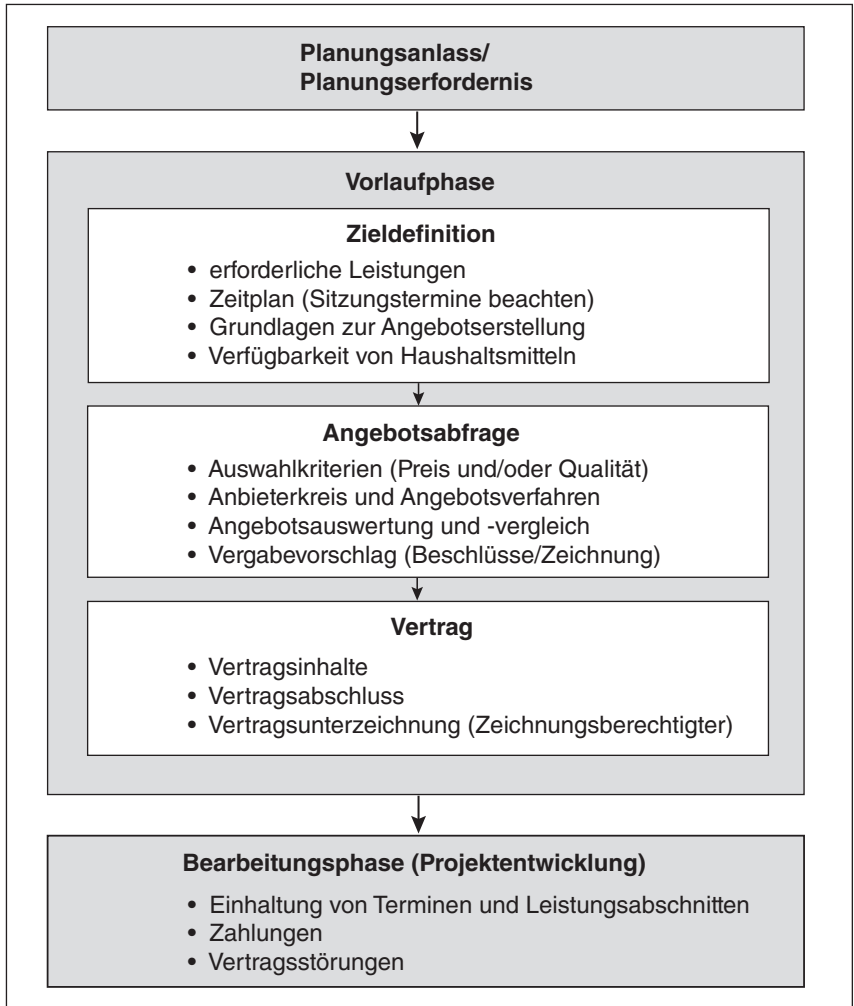 Planungsanlass/
Planungserfordernis
Vorlaufphase
Zieldefinition
• erforderliche Leistungen
• Zeitplan (Sitzungstermine beachten)
• Grundlagen zur Angebotserstellung
• Verfügbarkeit von Haushaltsmitteln
Angebotsabfrage
• Auswahlkriterien (Preis und/oder Qualität)
• Anbieterkreis und Angebotsverfahren
• Angebotsauswertung und -vergleich
• Vergabevorschlag (Beschlüsse/Zeichnung)
Vertrag
• Vertragsinhalte
• Vertragsabschluss
• Vertragsunterzeichnung (Zeichnungsberechtigter)
Bearbeitungsphase (Projektentwicklung)
• Einhaltung von Terminen und Leistungsabschnitten
• Zahlungen
• Vertragsstörungen